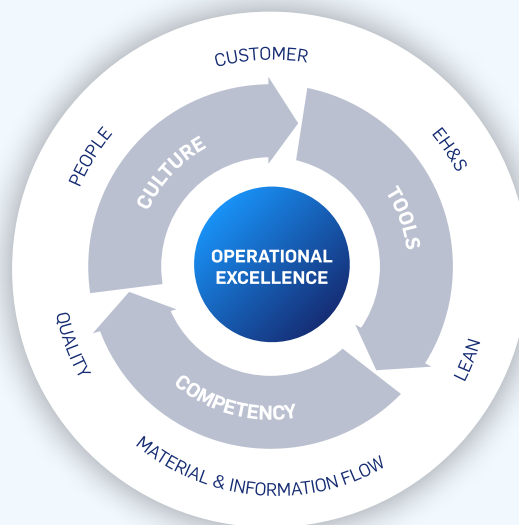 CUSTOMER
EH&S
LEAN
MATERIAL & INFORMATION FLOW
QUALITY
PEOPLE
CULTURE
TOOLS
COMPETENCY
OPERATIONAL
EXCELLENCE